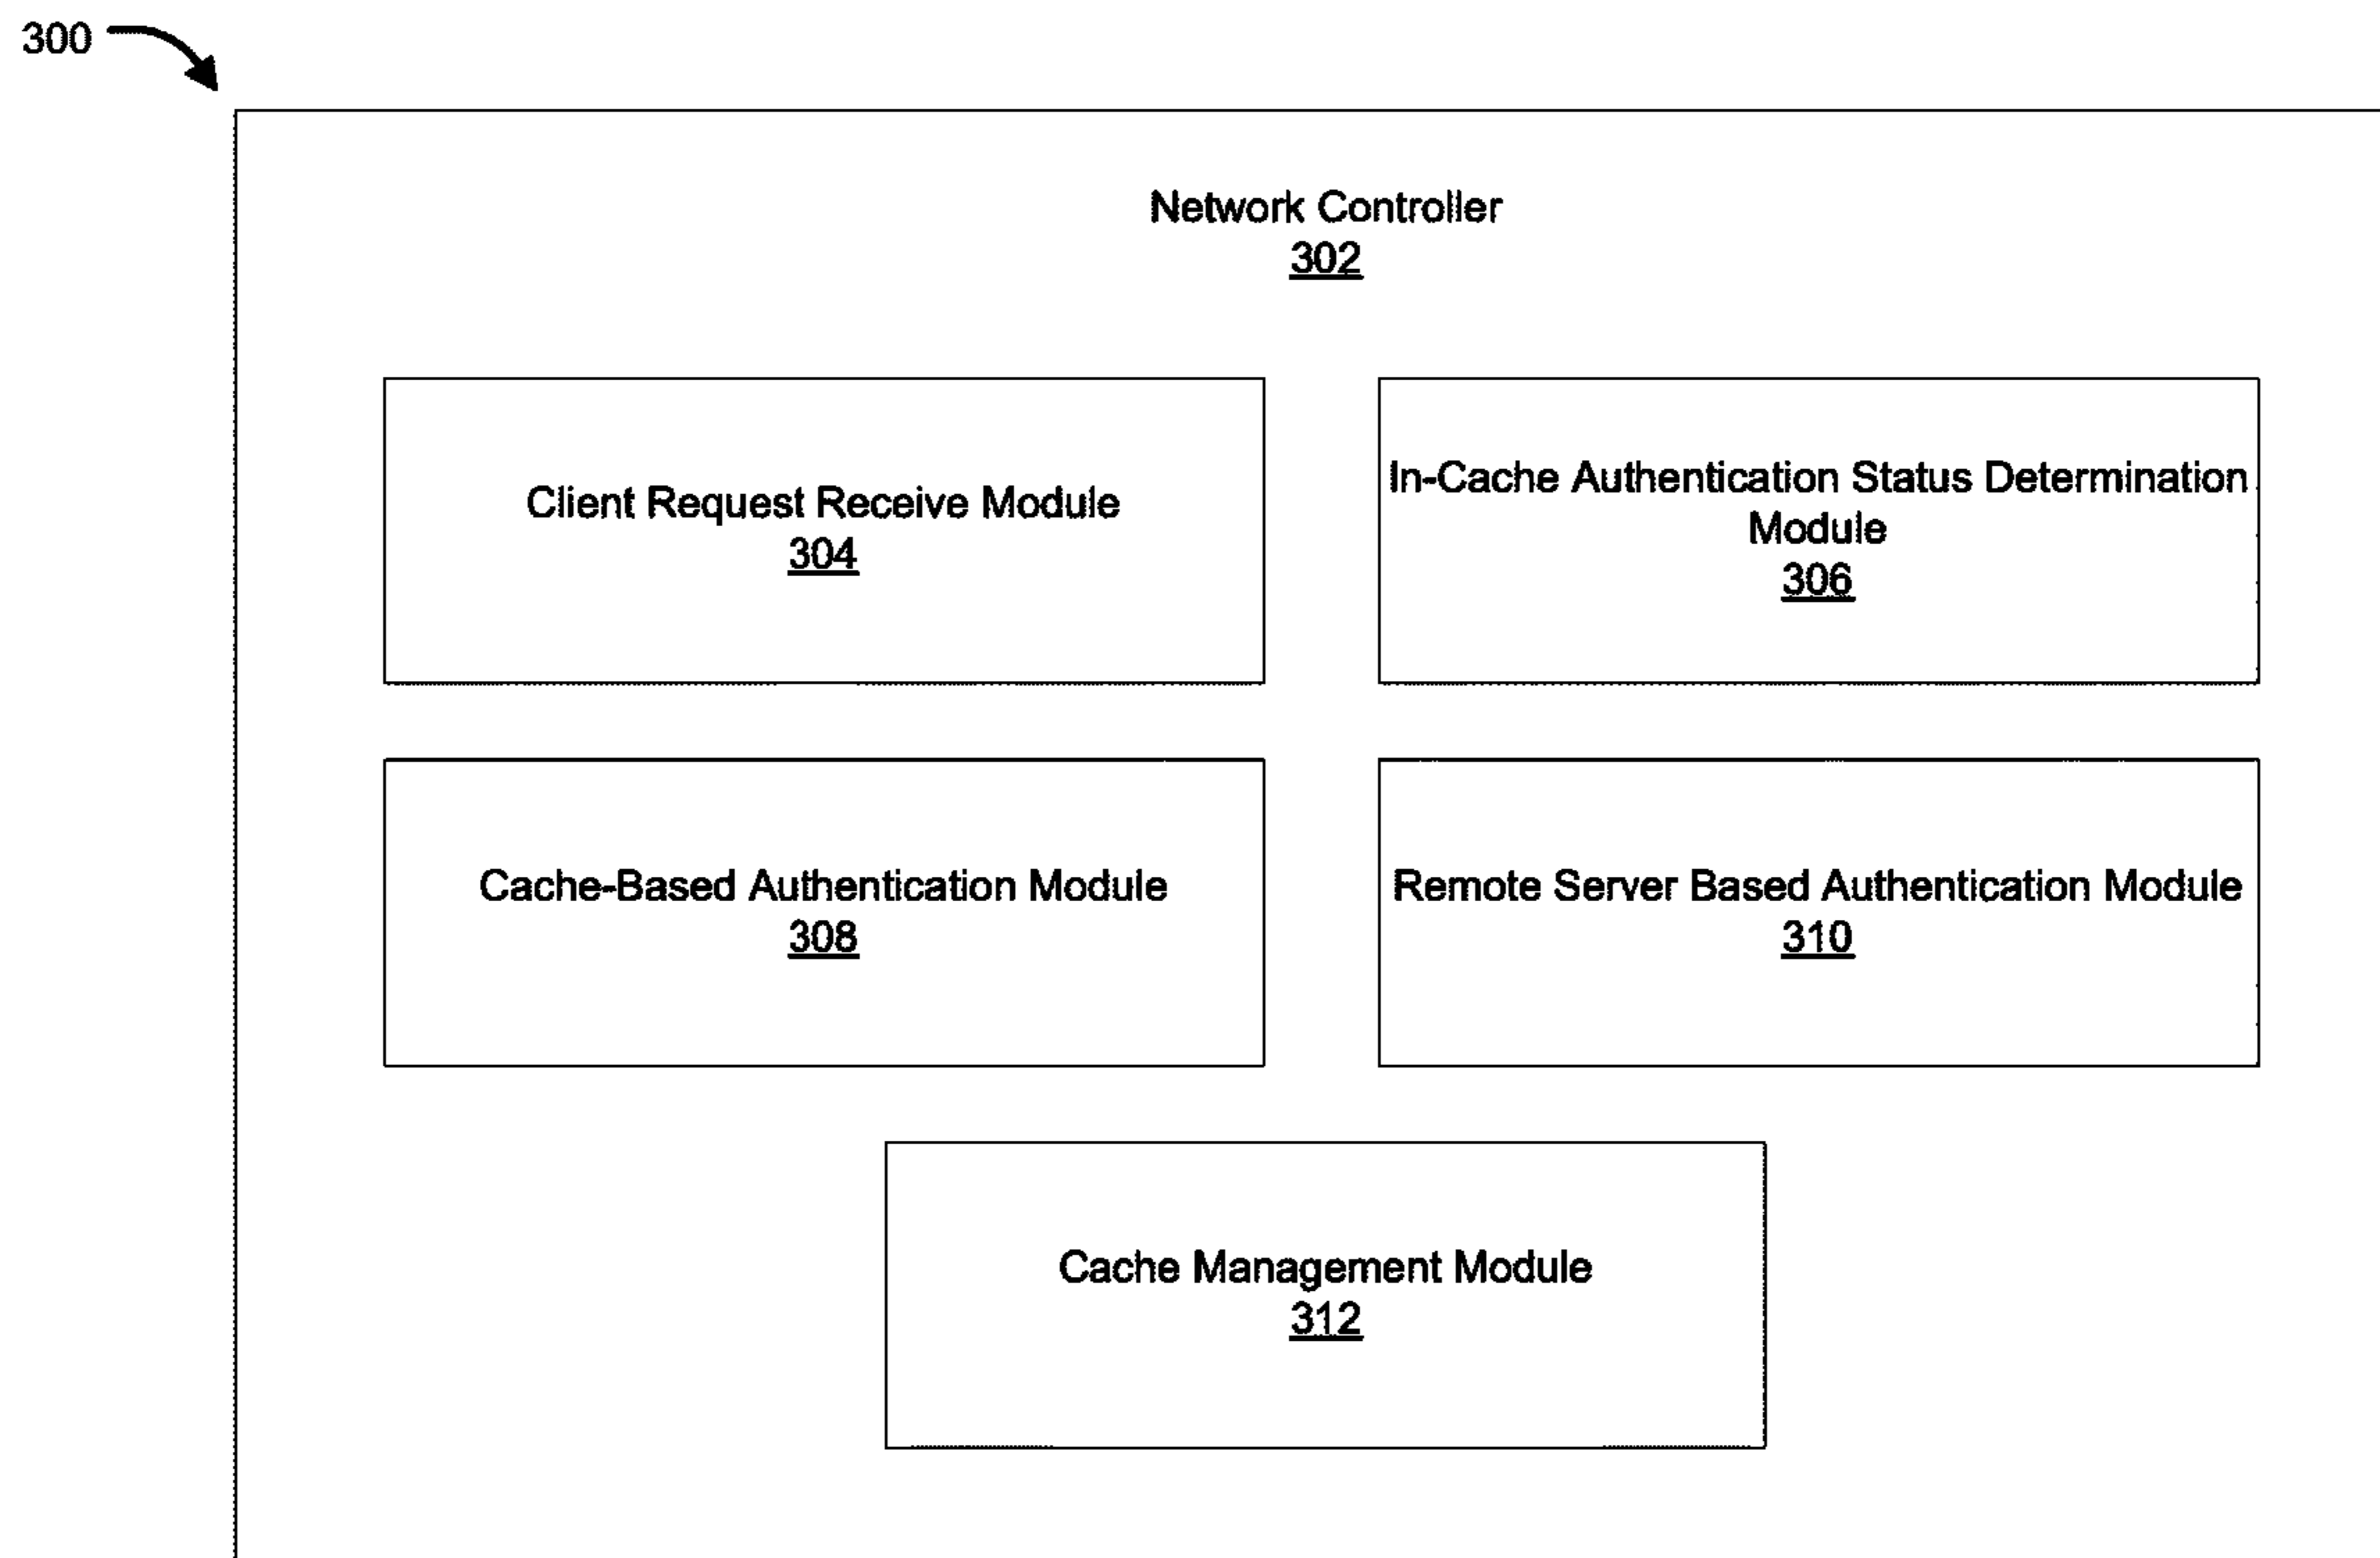 300
Network Controller
302
Client Request Receive Module
304
In-Cache Authentication Status Determination
Module
306
Cache-Based Authentication Module
308
Remote Server Based Authentication Module
310
Cache Management Module
312